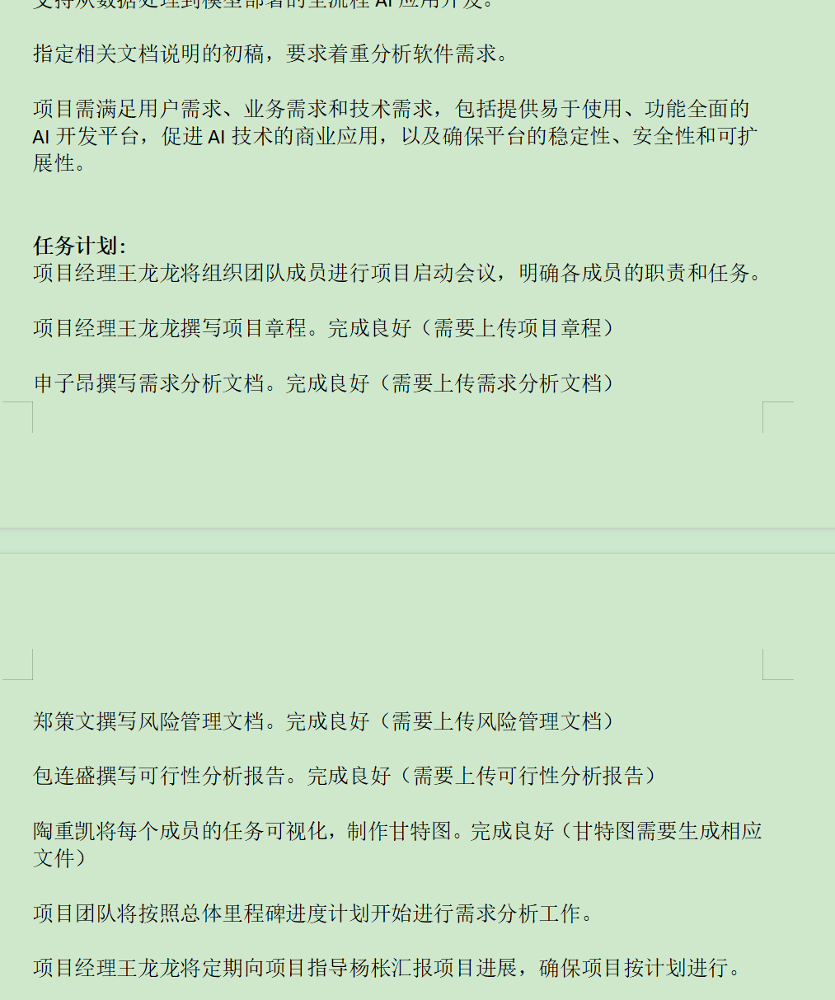 支持从数据处理到模型部署的全流程 AI 应用开发。
指定相关文档说明的初稿，要求着重分析软件需求。
项目需满足用户需求、业务需求和技术需求，包括提供易于使用、功能全面的
AI 开发平台，促进 AI 技术的商业应用，以及确保平台的稳定性、安全性和可扩
展性。
任务计划：
项目经理王龙龙将组织团队成员进行项目启动会议，明确各成员的职责和任务。
项目经理王龙龙撰写项目章程。完成良好（需要上传项目章程）
申子昂撰写需求分析文档。完成良好（需要上传需求分析文档）
郑策文撰写风险管理文档。完成良好（需要上传风险管理文档）
包连盛撰写可行性分析报告。完成良好（需要上传可行性分析报告）
陶重凯将每个成员的任务可视化，制作甘特图。完成良好（甘特图需要生成相应
文件）
项目团队将按照总体里程碑进度计划开始进行需求分析工作。
项目经理王龙龙将定期向项目指导杨枨汇报项目进展，确保项目按计划进行。